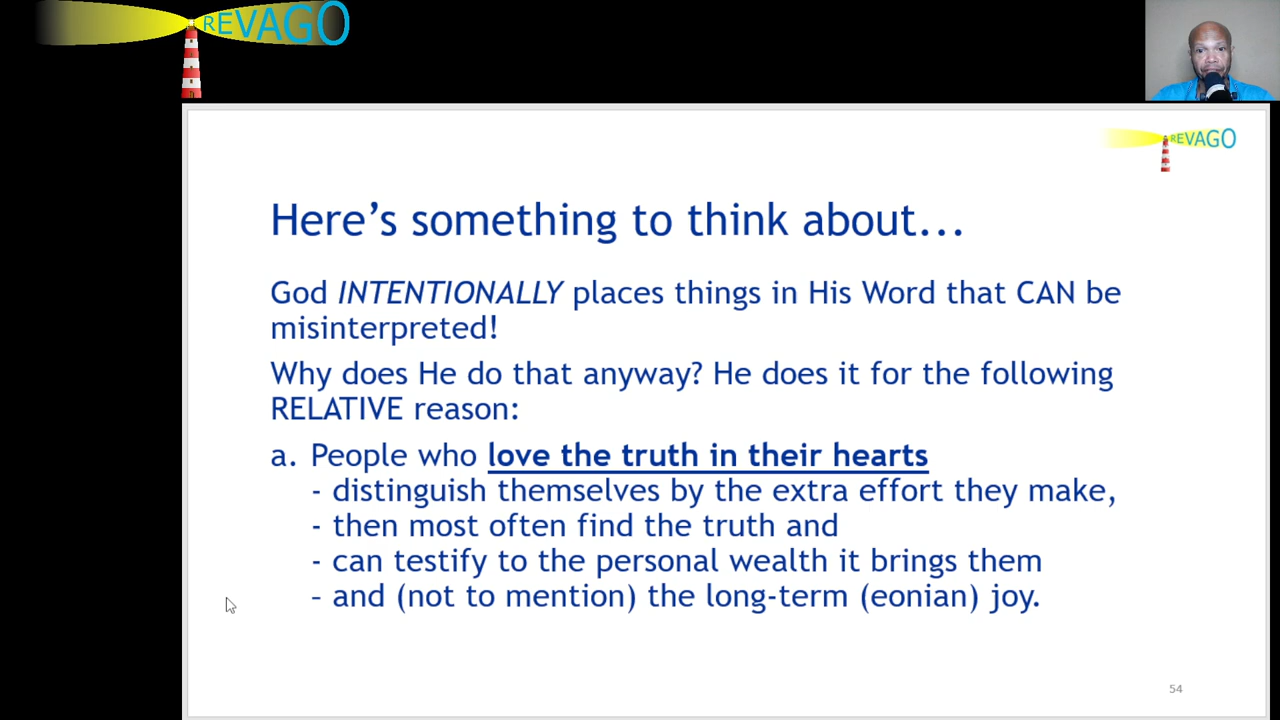 REVAGO
REVAGO
Here's something to think about...
God INTENTIONALLY places things in His Word that CAN be
misinterpreted!
Why does He do that anyway? He does it for the following
RELATIVE reason:
a. People who love the truth in their hearts
- distinguish themselves by the extra effort they make,
- then most often find the truth and
- can testify to the personal wealth it brings them
– and (not to mention) the long-term (eonian) joy.
54